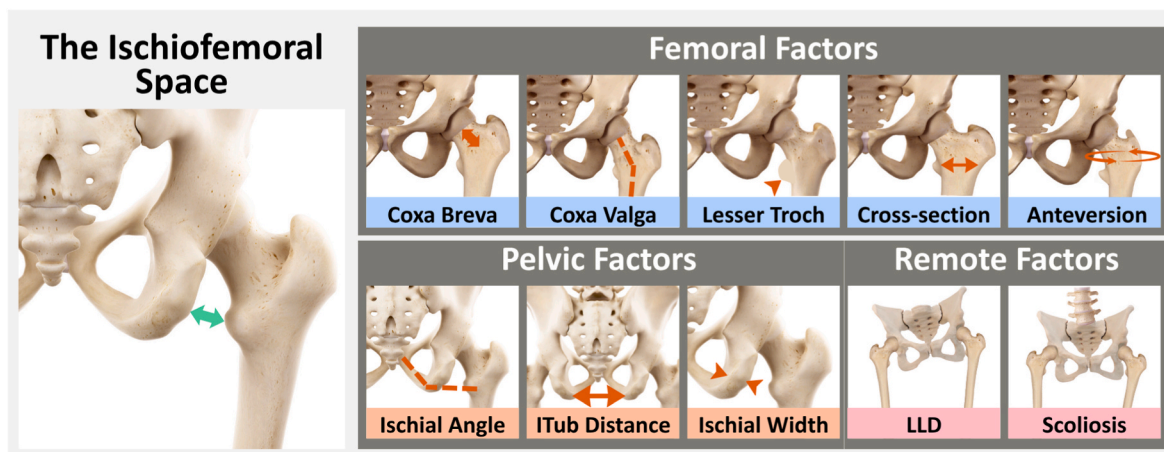 The Ischiofemoral
Space
Femoral Factors
Coxa Breva
Coxa Valga
Lesser Troch
Cross-section
Anteversion
Pelvic Factors
Remote Factors
Ischial Angle
ITub Distance
Ischial Width
LLD
Scoliosis